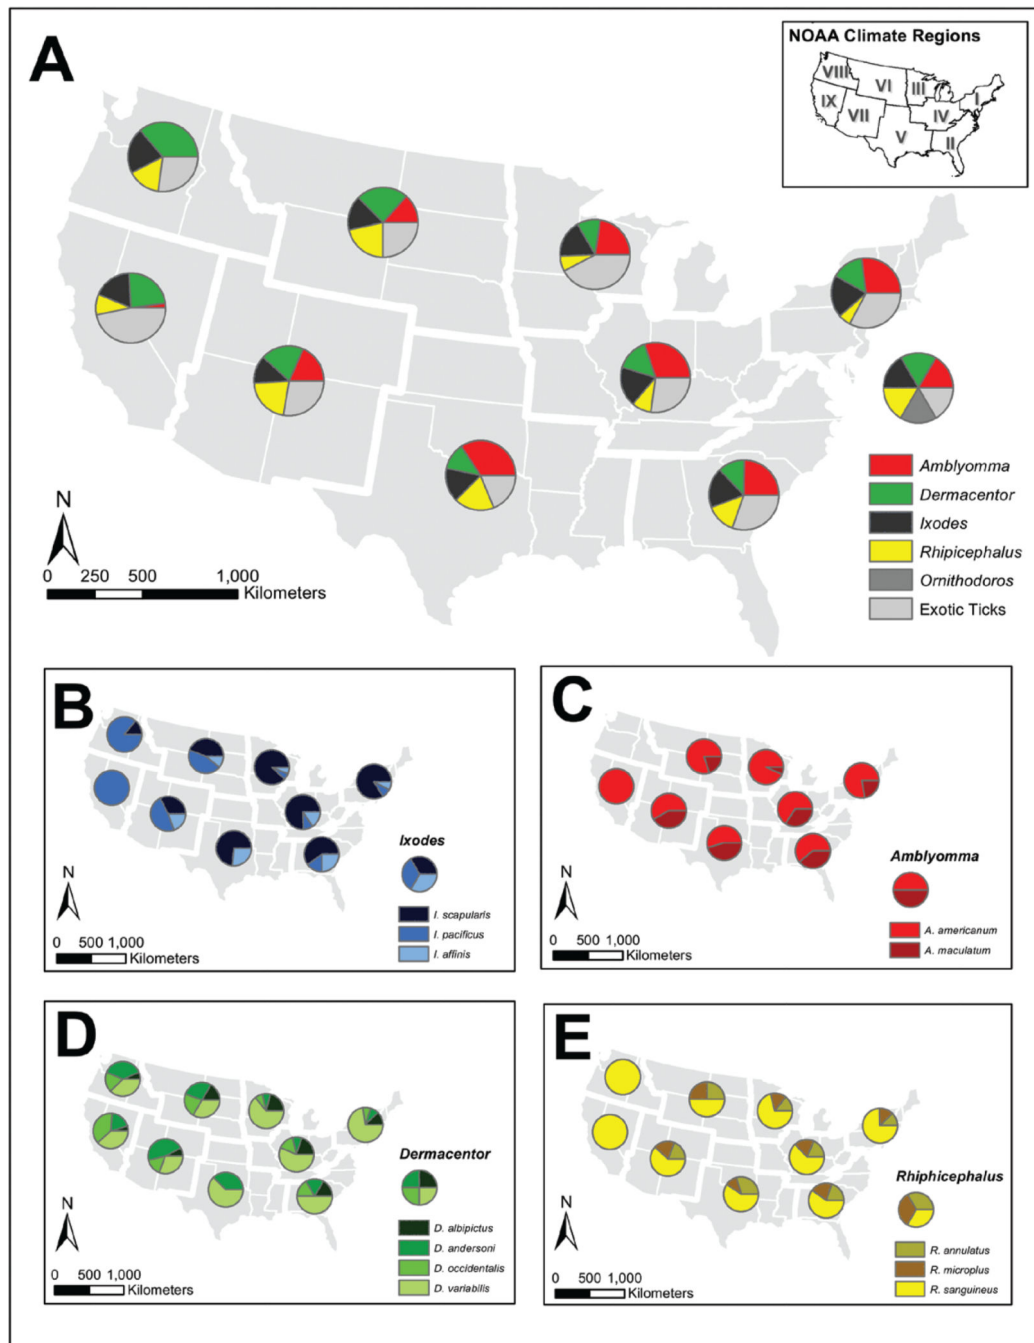 A
NOAA Climate Regions
VIII
VI
III
I
IX
VII
IV
V
II
Amblyomma
Dermacentor
Ixodes
Rhipicephalus
Ornithodoros
Exotic Ticks
N
0 250 500 1,000
Kilometers
B
Ixodes
I. scapularis
I. pacificus
I. affinis
N
0 500 1,000
Kilometers
C
Amblyomma
A. americanum
A. maculatum
N
0 500 1,000
Kilometers
D
Dermacentor
D. albipictus
D. andersoni
D. occidentalis
D. variabilis
N
0 500 1,000
Kilometers
E
Rhiphicephalus
R. annulatus
R. microplus
R. sanguineus
N
0 500 1,000
Kilometers